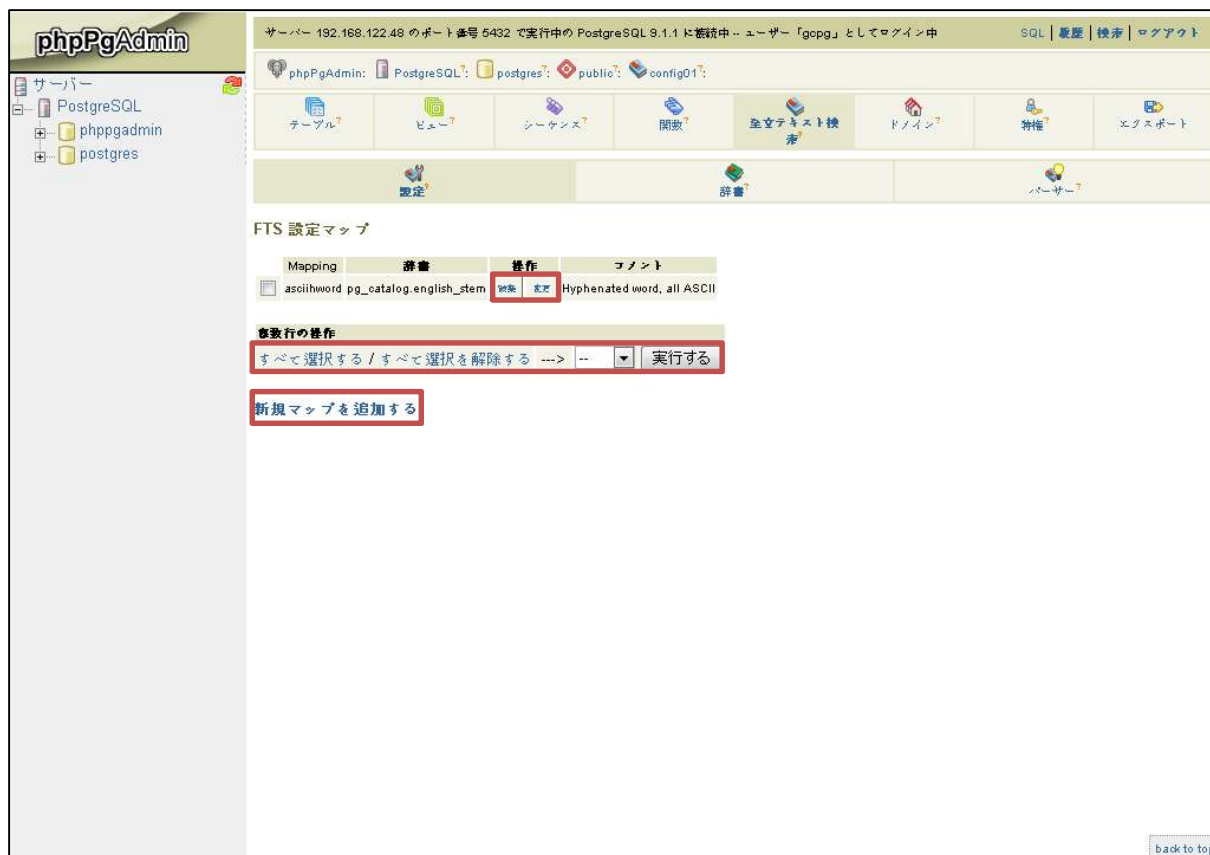 phpPgAdmin
サーバー 192.168.122.48 のポート番号 5432 で実行中の PostgreSQL 9.1.1 に接続中 -- ユーザー「gopg」としてログイン中
SQL | 履歴 | 検索 | ログアウト
phpPgAdmin: PostgreSQL?: postgres?: public?: config01?:
サーバー
PostgreSQL
phppgadmin
postgres
テーブル? ビュー? シーケンス? 関数? 全文テキスト検索? ドメイン? 特権? エクスポート
設定? 辞書? パーサー?
FTS 設定マップ
Mapping 辞書 操作 コメント
asciihword pg_catalog.english_stem 破棄 変更 Hyphenated word, all ASCII
複数行の操作
すべて選択する / すべて選択を解除する ---> -- 実行する
新規マップを追加する
back to top